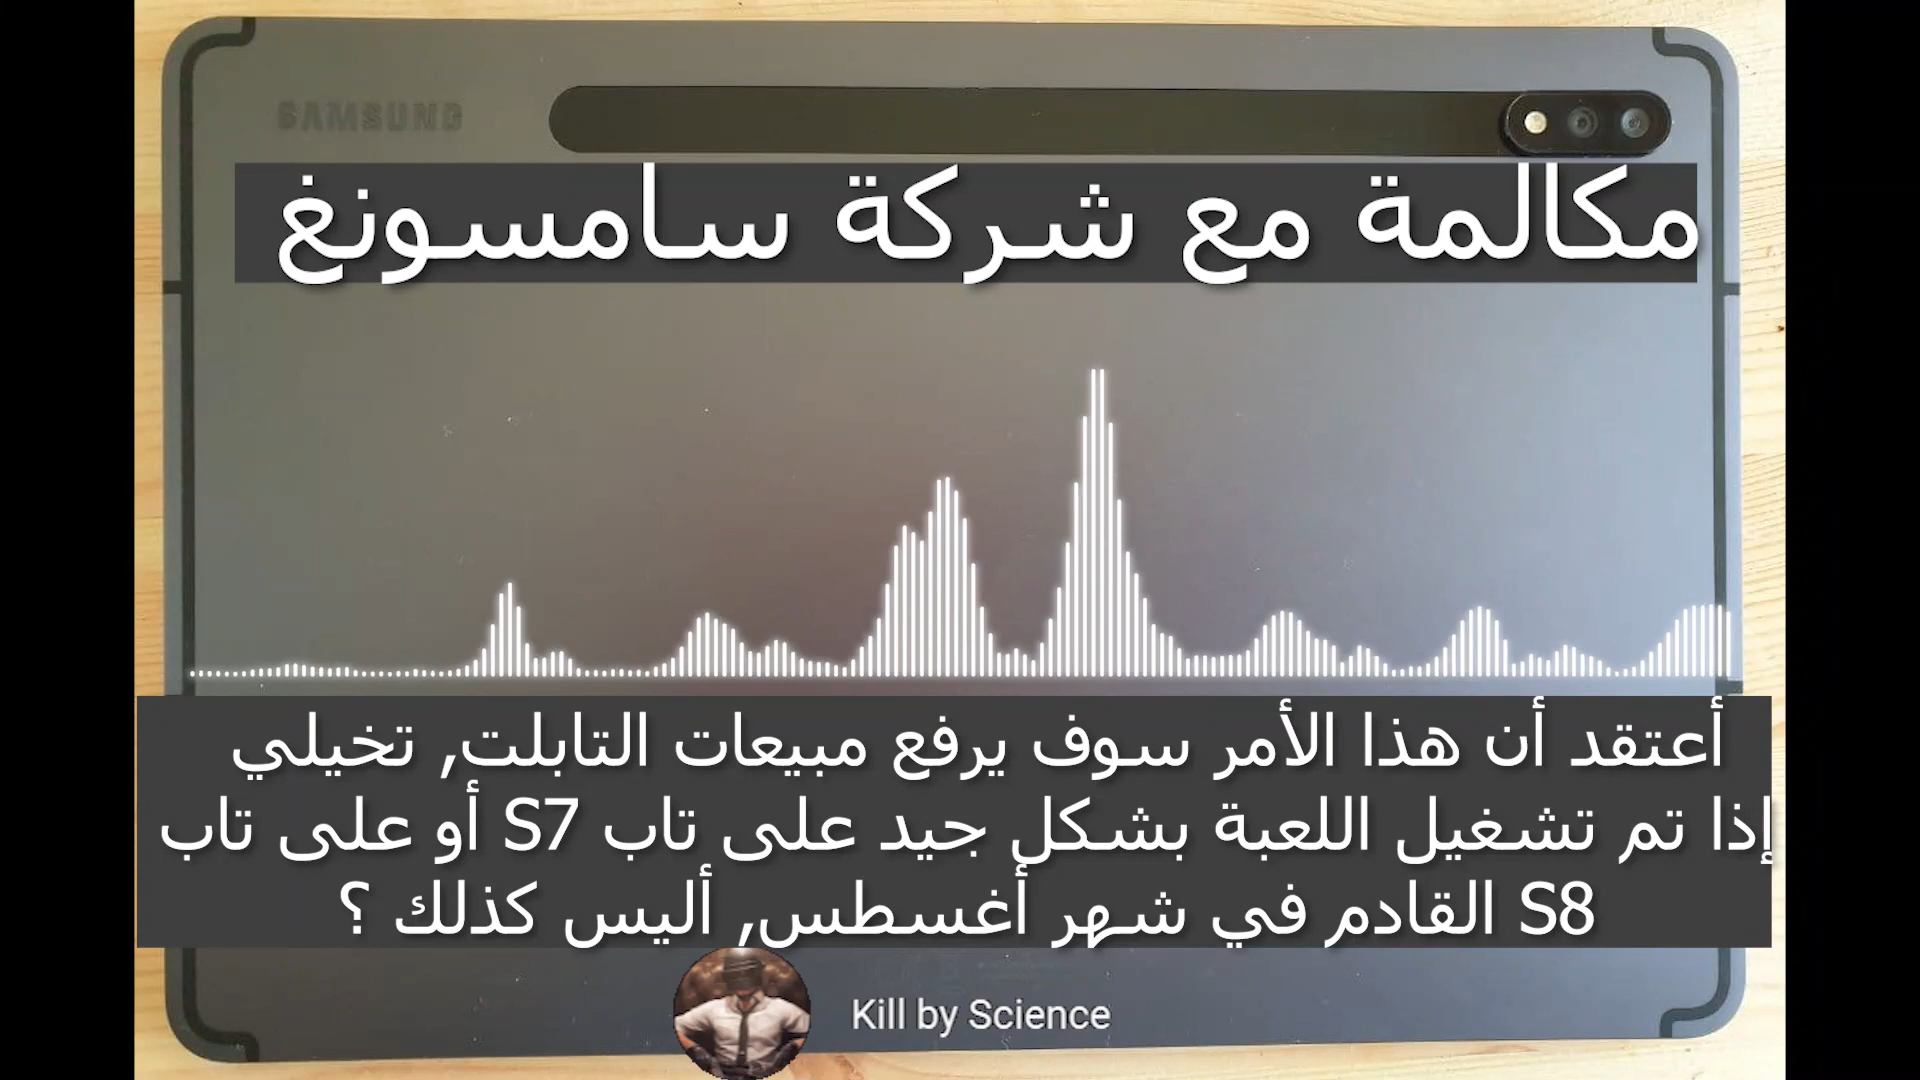 SAMSUNG
مكالمة مع شركة سامسونغ
أعتقد أن هذا الأمر سوف يرفع مبيعات التابلت, تخيلي
إذا تم تشغيل اللعبة بشكل جيد على تاب S7 أو على تاب
S8 القادم في شهر أغسطس, أليس كذلك ؟
Kill by Science